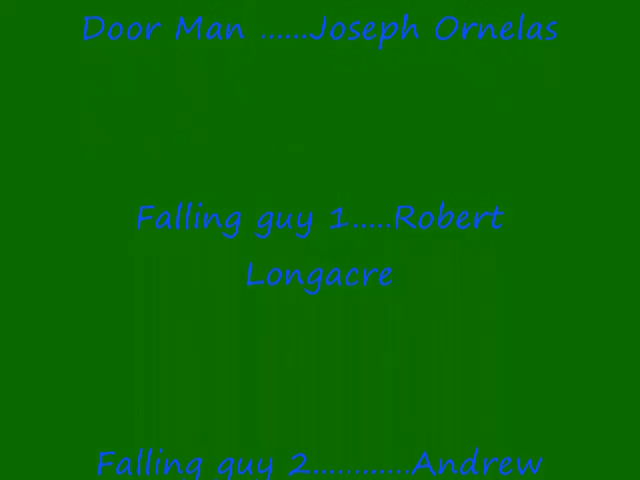 Door Man ......Joseph Ornelas
Falling guy 1.....Robert
Longacre
Falling guy 2............Andrew